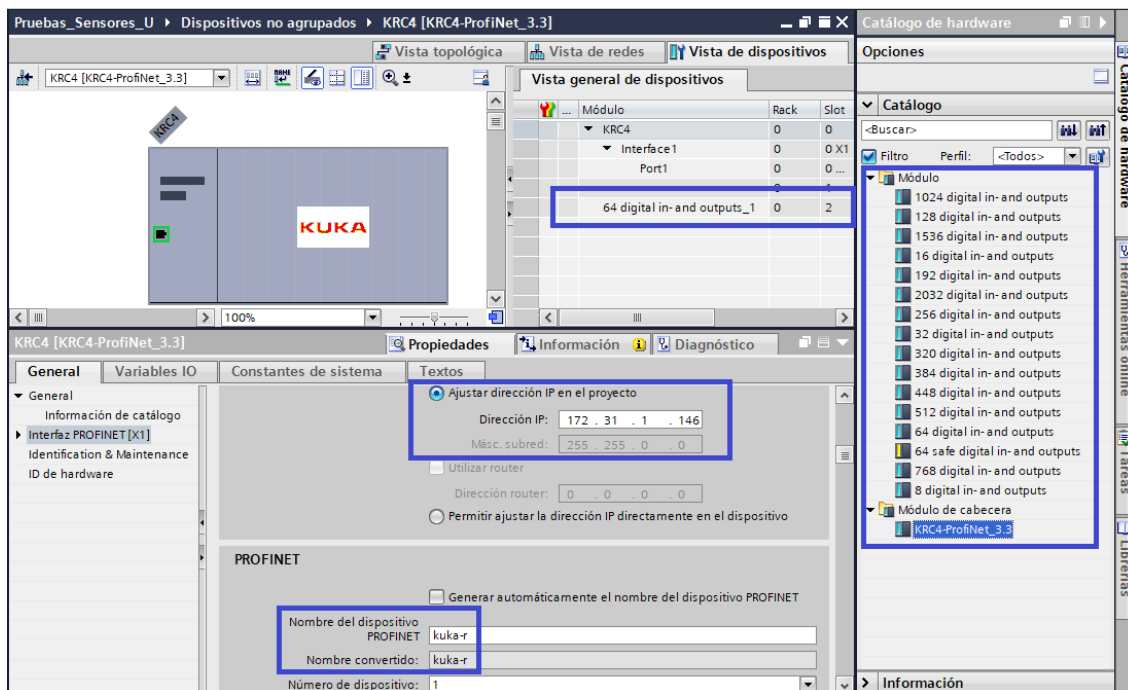 Pruebas_Sensores_U ▸ Dispositivos no agrupados ▸ KRC4 [KRC4-ProfiNet_3.3]
Vista topológica
Vista de redes
Vista de dispositivos
KRC4 [KRC4-ProfiNet_3.3]
KRC4
KUKA
100%
Vista general de dispositivos
... Módulo Rack Slot
KRC4 0 0
Interface1 0 0 X1
Port1 0 0 ...
64 digital in- and outputs_1 0 2
KRC4 [KRC4-ProfiNet_3.3]
Propiedades
Información
Diagnóstico
General
Variables IO
Constantes de sistema
Textos
General
Información de catálogo
Interfaz PROFINET [X1]
Identification & Maintenance
ID de hardware
Ajustar dirección IP en el proyecto
Dirección IP: 172 . 31 . 1 . 146
Másc. subred: 255 . 255 . 0 . 0
Utilizar router
Dirección router: 0 . 0 . 0 . 0
Permitir ajustar la dirección IP directamente en el dispositivo
PROFINET
Generar automáticamente el nombre del dispositivo PROFINET
Nombre del dispositivo
PROFINET kuka-r
Nombre convertido: kuka-r
Número de dispositivo: 1
Catálogo de hardware
Opciones
Catálogo
<Buscar>
Filtro Perfil: <Todos>
Módulo
1024 digital in- and outputs
128 digital in- and outputs
1536 digital in- and outputs
16 digital in- and outputs
192 digital in- and outputs
2032 digital in- and outputs
256 digital in- and outputs
32 digital in- and outputs
320 digital in- and outputs
384 digital in- and outputs
448 digital in- and outputs
512 digital in- and outputs
64 digital in- and outputs
64 safe digital in- and outputs
768 digital in- and outputs
8 digital in- and outputs
Módulo de cabecera
KRC4-ProfiNet_3.3
Información
Catálogo de hardware
Herramientas online
Tareas
Librerías